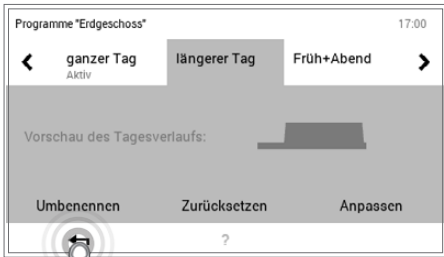 Programme "Erdgeschoss" 17:00
ganzer Tag längerer Tag Früh+Abend
Aktiv
Vorschau des Tagesverlaufs:
Umbenennen Zurücksetzen Anpassen
?